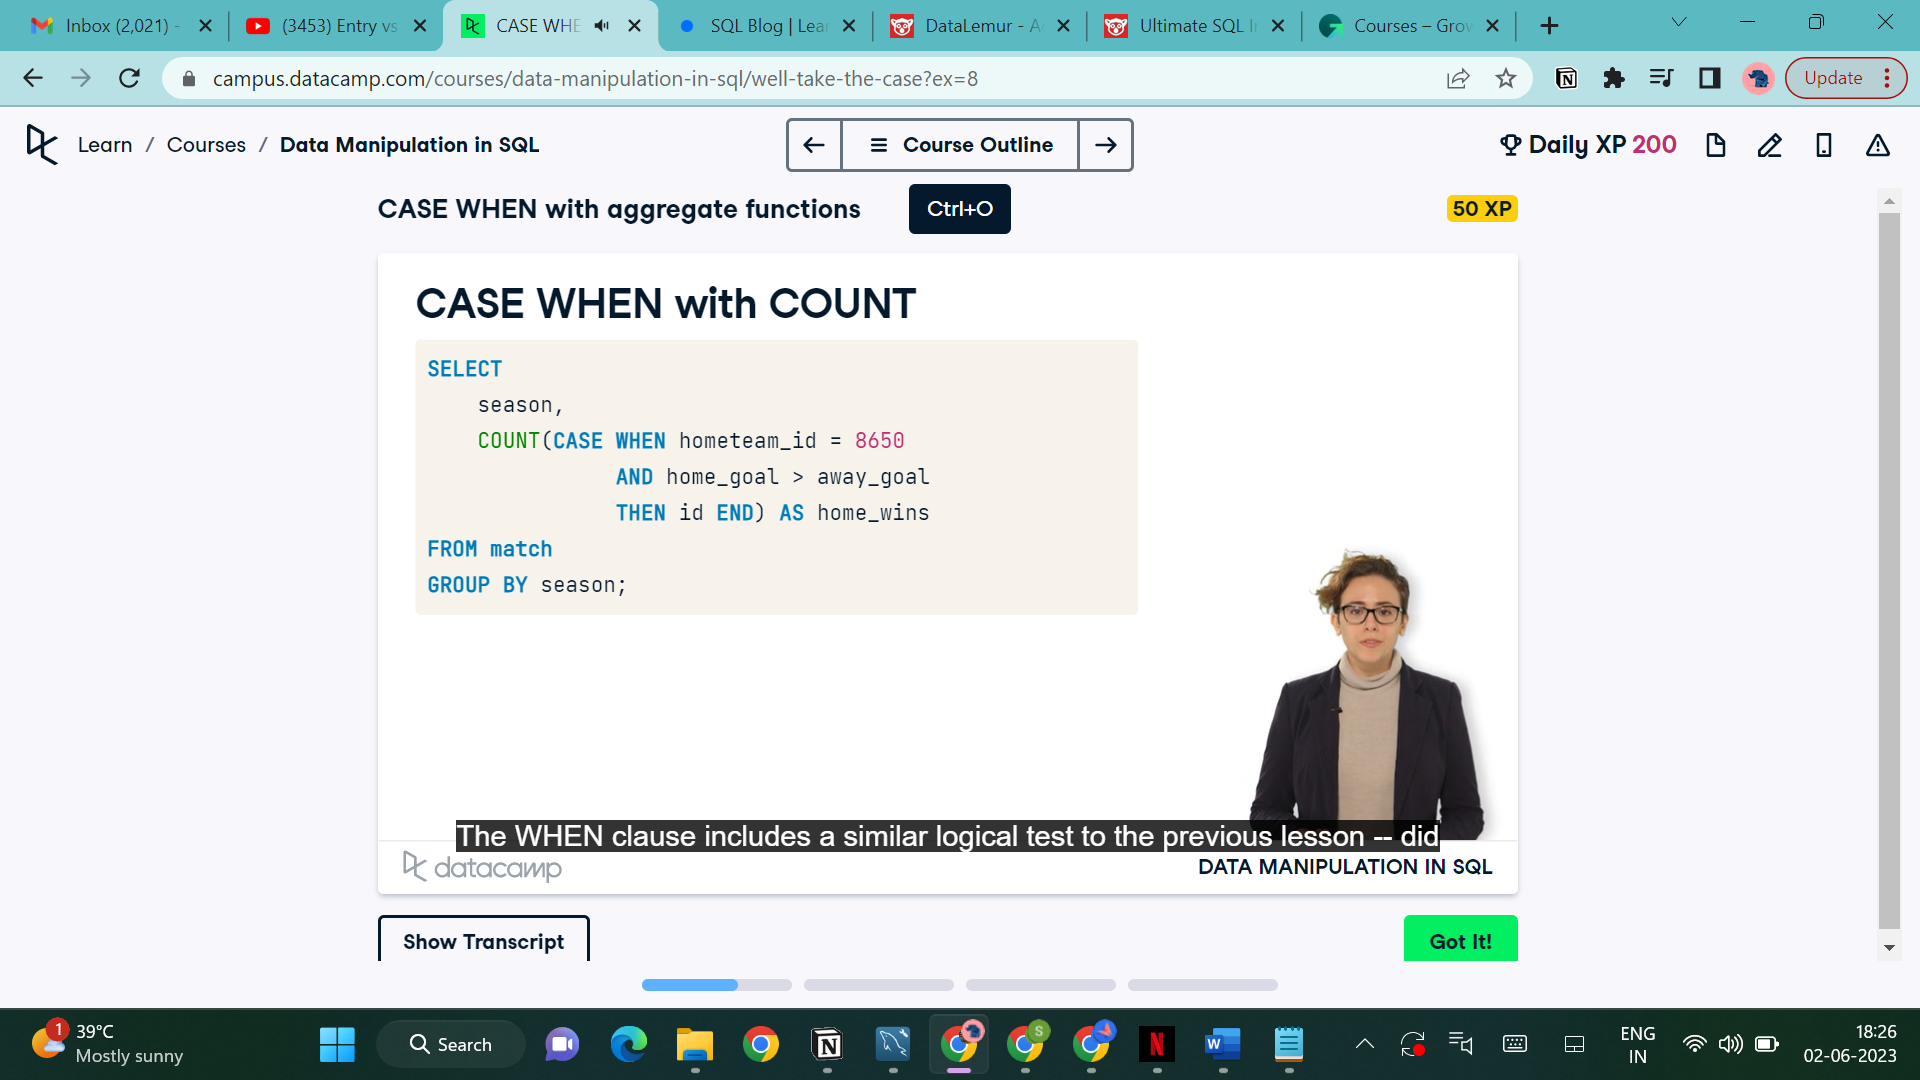 Inbox (2,021) -
(3453) Entry vs
CASE WHE
SQL Blog | Lear
DataLemur - A
Ultimate SQL I
Courses – Grow
campus.datacamp.com/courses/data-manipulation-in-sql/well-take-the-case?ex=8
Update
Learn / Courses / Data Manipulation in SQL
Course Outline
Daily XP 200
CASE WHEN with aggregate functions
Ctrl+O
50 XP
CASE WHEN with COUNT
SELECT
season,
COUNT(CASE WHEN hometeam_id = 8650
AND home_goal > away_goal
THEN id END) AS home_wins
FROM match
GROUP BY season;
The WHEN clause includes a similar logical test to the previous lesson -- did
datacamp
DATA MANIPULATION IN SQL
Show Transcript
Got It!
1
39°C
Mostly sunny
Search
S
ENG
IN
18:26
02-06-2023